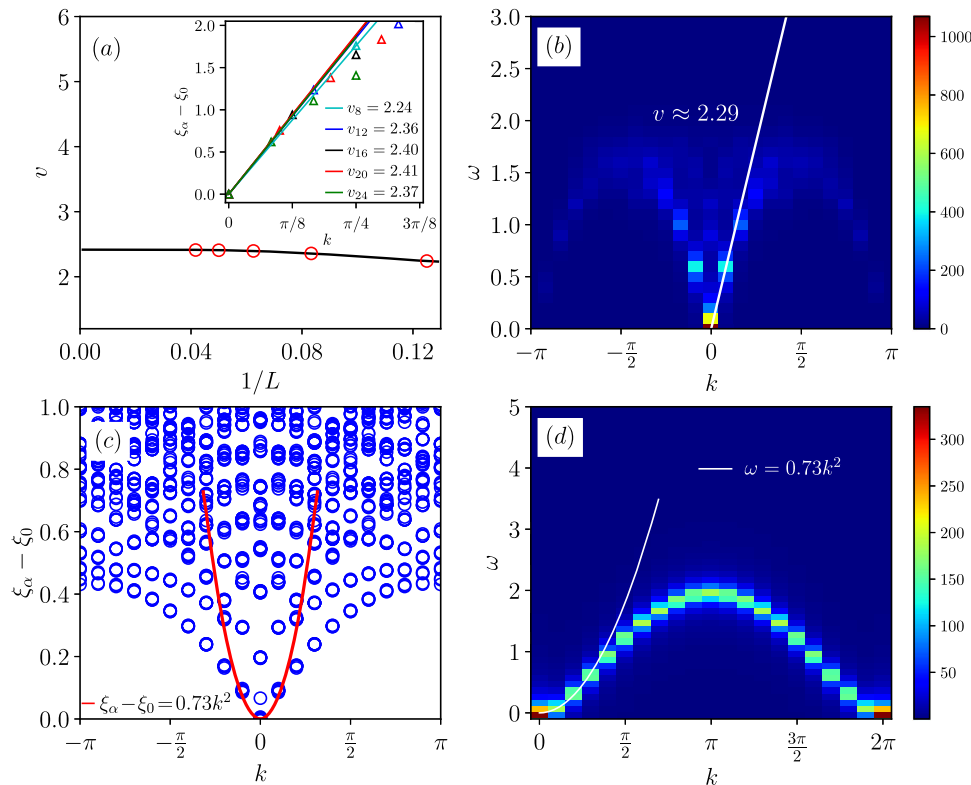 (a)
v
6
5
4
3
2
0.00
0.04
0.08
0.12
1/L
ξα − ξ0
2.0
1.5
1.0
0.5
0.0
0
π/8
π/4
3π/8
k
v8 = 2.24
v12 = 2.36
v16 = 2.40
v20 = 2.41
v24 = 2.37
(b)
ω
3.0
2.5
2.0
1.5
1.0
0.5
0.0
v ≈ 2.29
−π
−π/2
0
π/2
π
k
1000
800
600
400
200
0
(c)
ξα − ξ0
1.0
0.8
0.6
0.4
0.2
0.0
ξα − ξ0 = 0.73k²
−π
−π/2
0
π/2
π
k
(d)
ω
5
4
3
2
1
0
ω = 0.73k²
0
π/2
π
3π/2
2π
k
300
250
200
150
100
50